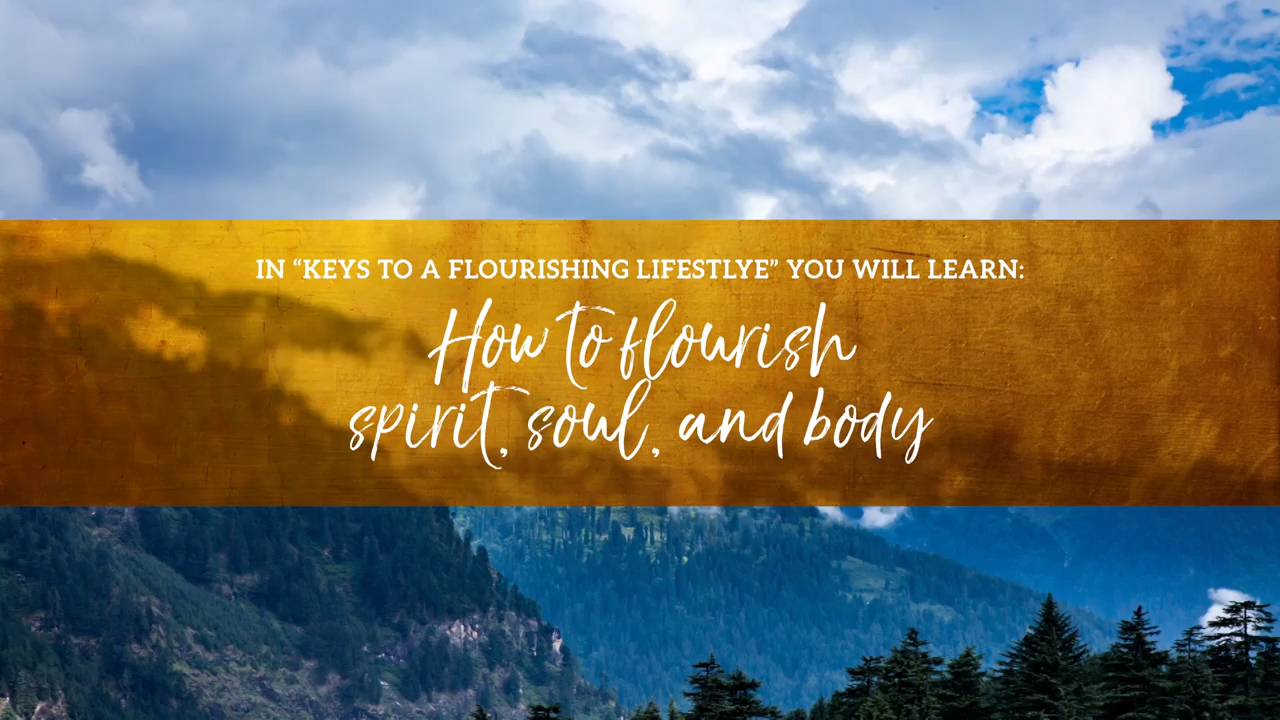 IN “KEYS TO A FLOURISHING LIFESTLYE” YOU WILL LEARN:
How to flourish
spirit, soul, and body